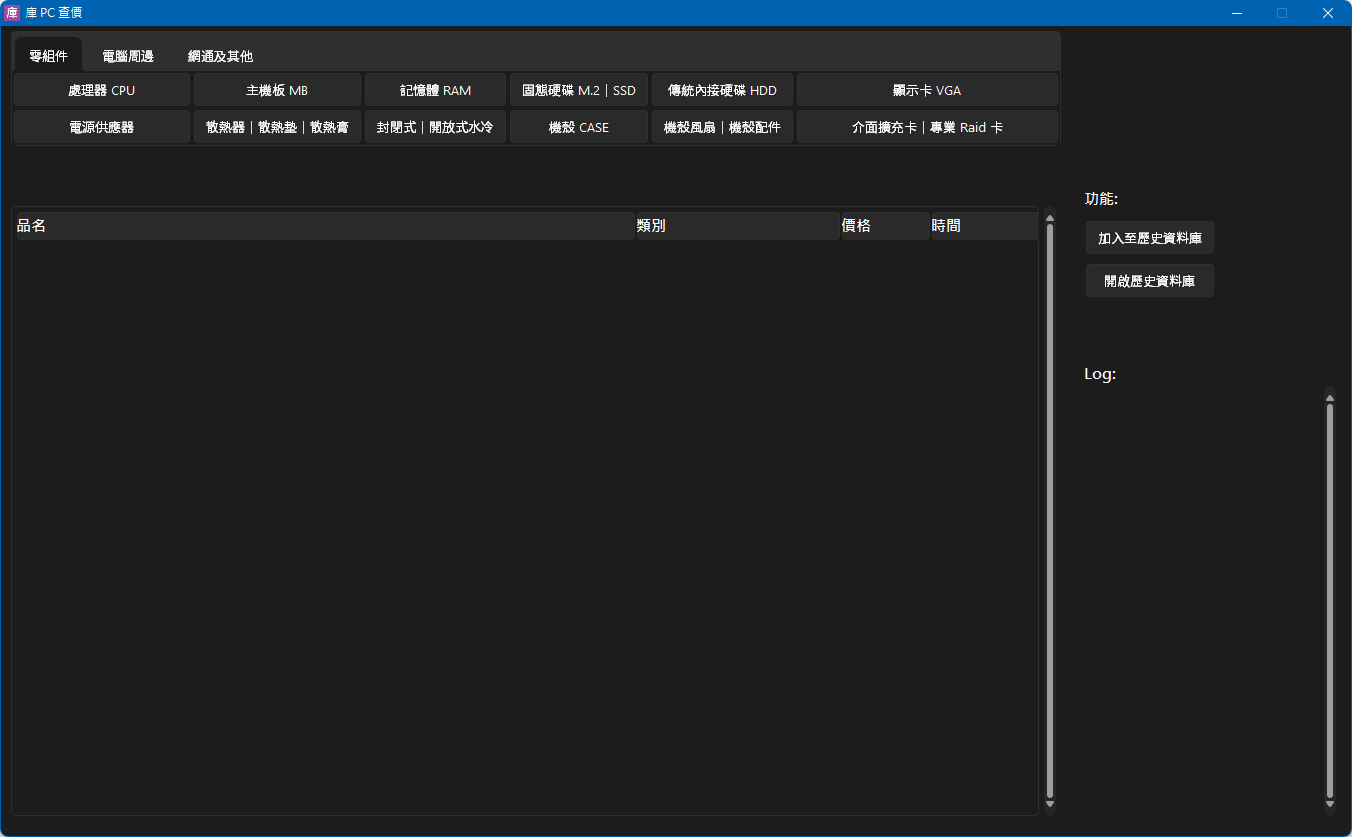 庫 庫 PC 查價
零組件 電腦周邊 網通及其他
處理器 CPU 主機板 MB 記憶體 RAM 固態硬碟 M.2｜SSD 傳統內接硬碟 HDD 顯示卡 VGA
電源供應器 散熱器｜散熱墊｜散熱膏 封閉式｜開放式水冷 機殼 CASE 機殼風扇｜機殼配件 介面擴充卡｜專業 Raid 卡
功能:
品名 類別 價格 時間
加入至歷史資料庫
開啟歷史資料庫
Log: